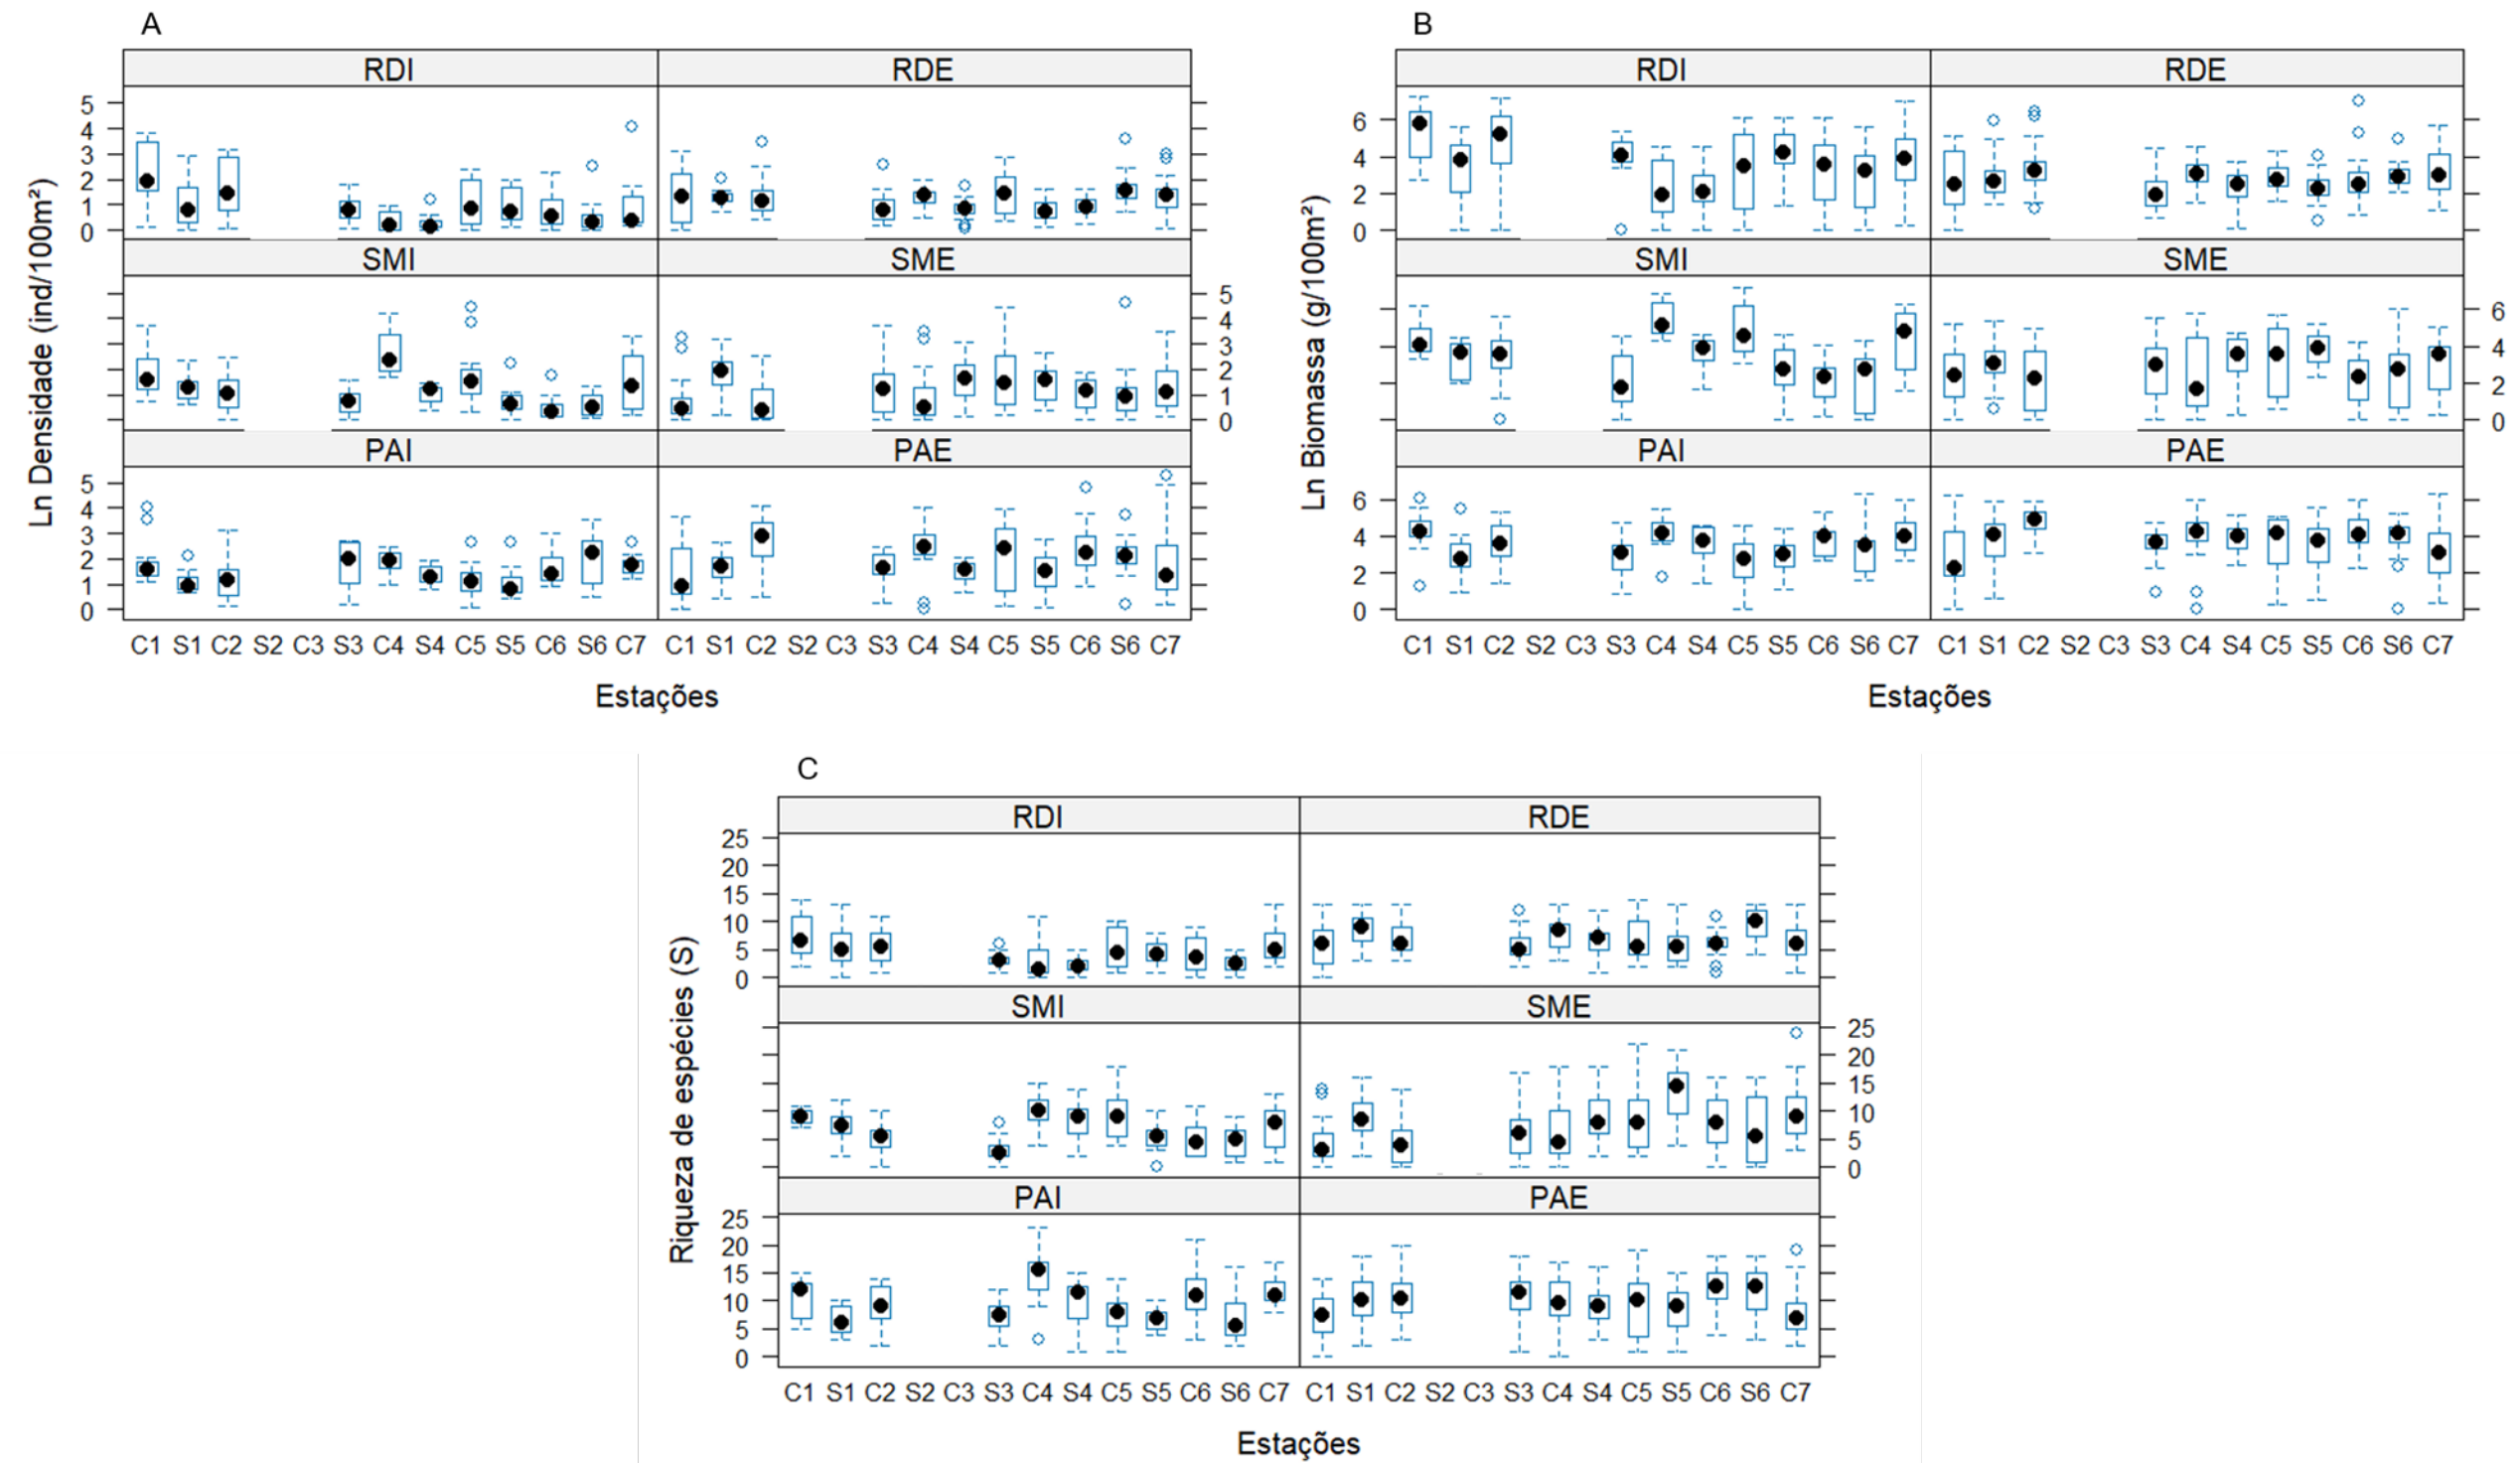 A
RDI RDE
5
4
3
2
1
0
SMI SME
5
4
3
2
1
0
PAI PAE
5
4
3
2
1
0
Ln Densidade (ind/100m²)
C1 S1 C2 S2 C3 S3 C4 S4 C5 S5 C6 S6 C7 C1 S1 C2 S2 C3 S3 C4 S4 C5 S5 C6 S6 C7
Estações
B
RDI RDE
6
4
2
0
SMI SME
6
4
2
0
PAI PAE
6
4
2
0
Ln Biomassa (g/100m²)
C1 S1 C2 S2 C3 S3 C4 S4 C5 S5 C6 S6 C7 C1 S1 C2 S2 C3 S3 C4 S4 C5 S5 C6 S6 C7
Estações
C
RDI RDE
25
20
15
10
5
0
SMI SME
25
20
15
10
5
0
PAI PAE
25
20
15
10
5
0
Riqueza de espécies (S)
C1 S1 C2 S2 C3 S3 C4 S4 C5 S5 C6 S6 C7 C1 S1 C2 S2 C3 S3 C4 S4 C5 S5 C6 S6 C7
Estações